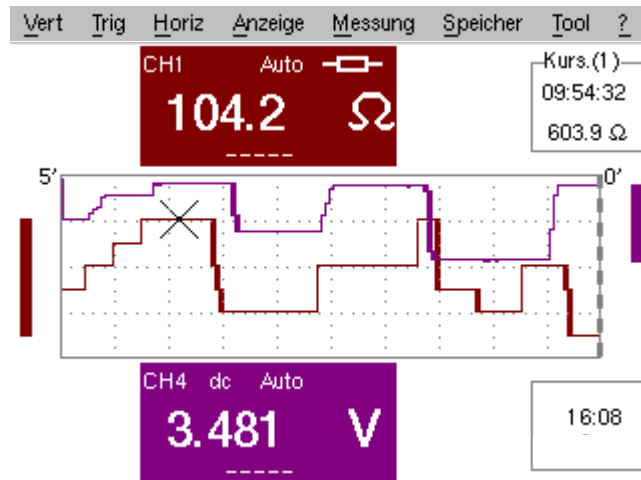 Vert Trig Horiz Anzeige Messung Speicher Tool ?
CH1 Auto
104.2 Ω
-----
Kurs.(1)
09:54:32
603.9 Ω
5' 0'
CH4 dc Auto
3.481 V
-----
16:08